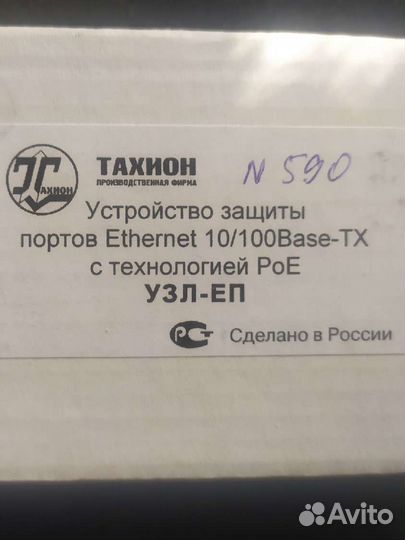 ТАХИОН
ТАХИОН N 590
ПРОИЗВОДСТВЕННАЯ ФИРМА
Устройство защиты
портов Ethernet 10/100Base-TX
с технологией PoE
УЗЛ-ЕП
РСТ Сделано в России
Avito